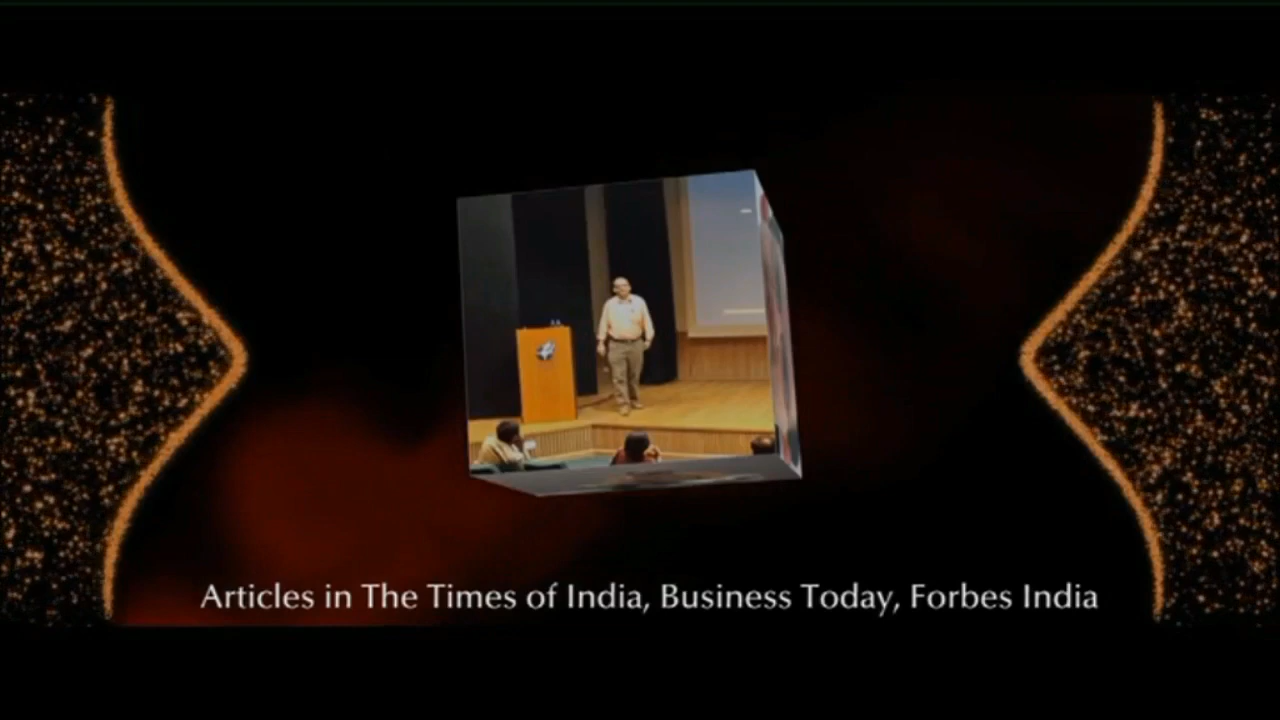 Articles in The Times of India, Business Today, Forbes India